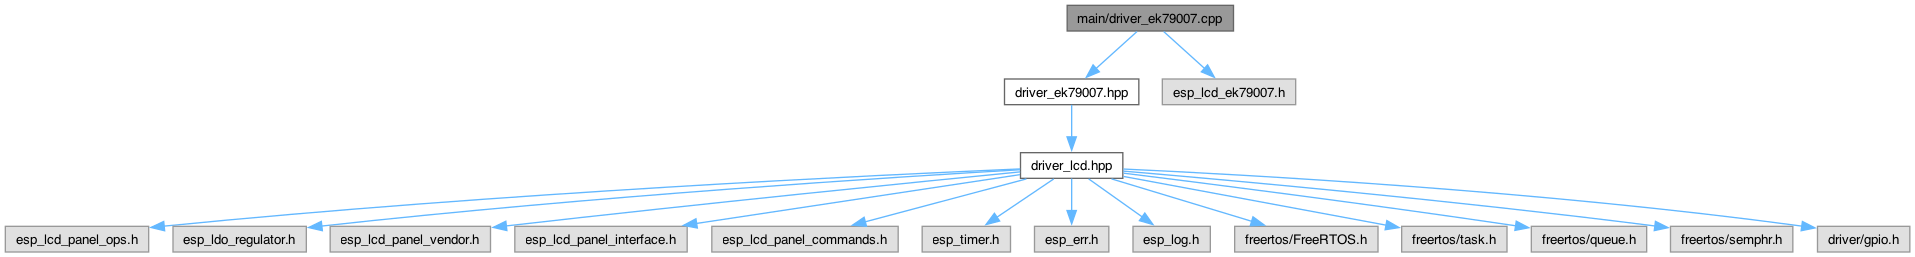 main/driver_ek79007.cpp
driver_ek79007.hpp
esp_lcd_ek79007.h
driver_lcd.hpp
esp_lcd_panel_ops.h
esp_ldo_regulator.h
esp_lcd_panel_vendor.h
esp_lcd_panel_interface.h
esp_lcd_panel_commands.h
esp_timer.h
esp_err.h
esp_log.h
freertos/FreeRTOS.h
freertos/task.h
freertos/queue.h
freertos/semphr.h
driver/gpio.h